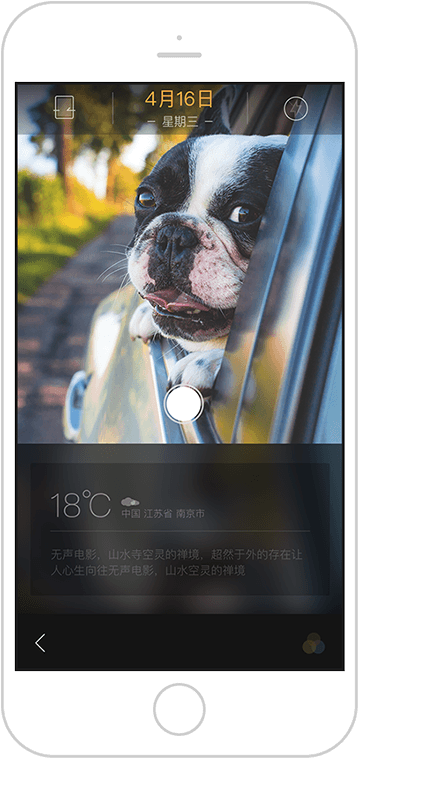 4月16日
– 星期三 –
18℃
中国 江苏省 南京市
无声电影、山水寺空灵的禅境，超然于外的存在让
人心生向往无声电影、山水空灵的禅境